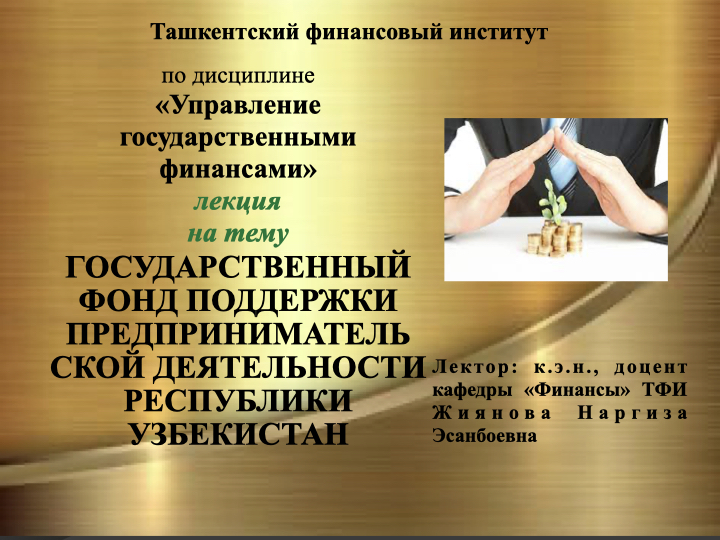 Ташкентский финансовый институт
по дисциплине
«Управление
государственными
финансами»
лекция
на тему
ГОСУДАРСТВЕННЫЙ
ФОНД ПОДДЕРЖКИ
ПРЕДПРИНИМАТЕЛЬ
СКОЙ ДЕЯТЕЛЬНОСТИ
РЕСПУБЛИКИ
УЗБЕКИСТАН
Лектор: к.э.н., доцент
кафедры «Финансы» ТФИ
Жиянова Наргиза
Эсанбоевна